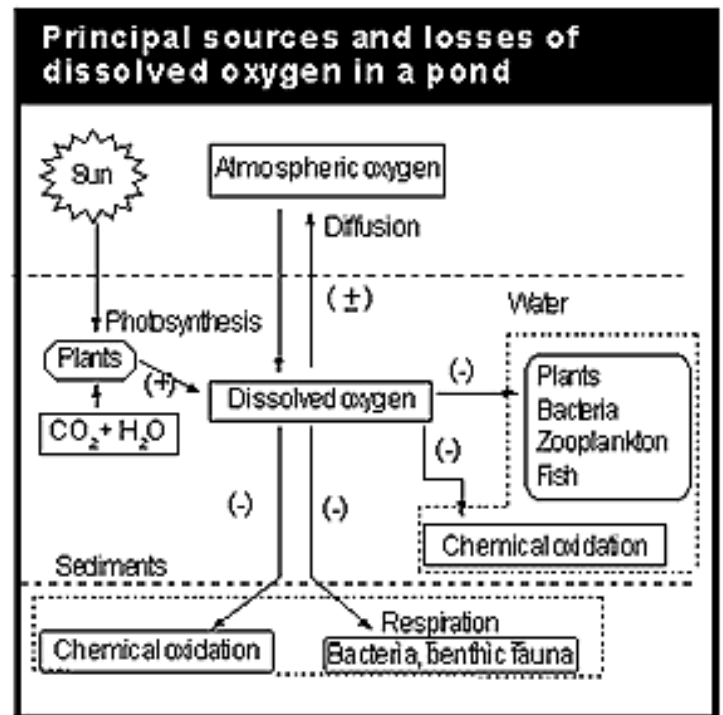 Principal sources and losses of
dissolved oxygen in a pond
Sun
Atmospheric oxygen
Diffusion
(±)
Water
Photosynthesis
Plants
(+)
CO₂ + H₂O
Dissolved oxygen
(-)
Plants
Bacteria
Zooplankton
Fish
(-)
Chemical oxidation
(-)
(-)
Sediments
Chemical oxidation
Respiration
Bacteria, benthic fauna